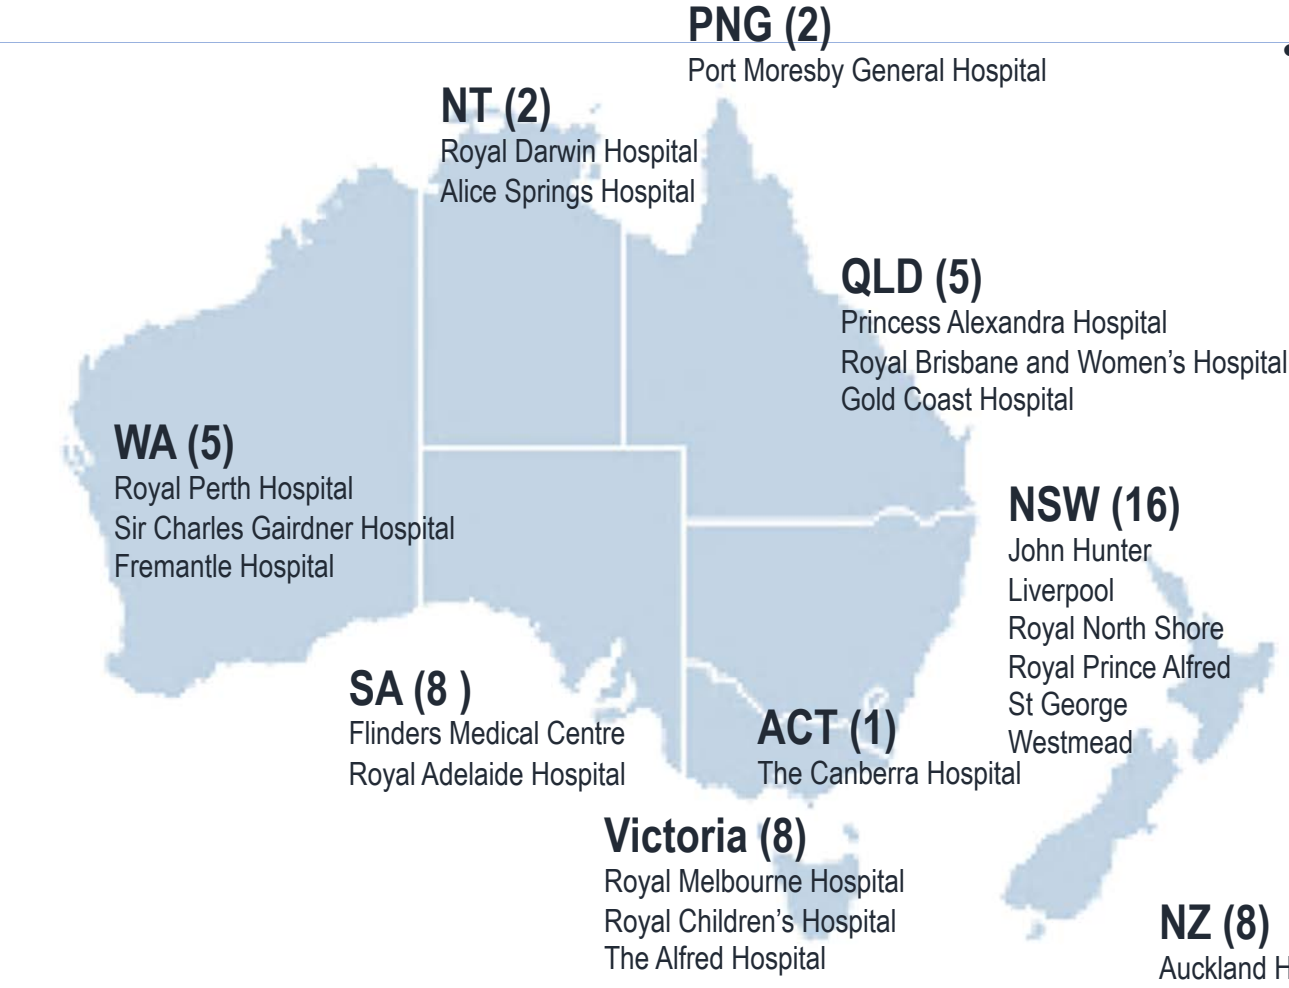 PNG (2)
Port Moresby General Hospital
NT (2)
Royal Darwin Hospital
Alice Springs Hospital
QLD (5)
Princess Alexandra Hospital
Royal Brisbane and Women’s Hospital
Gold Coast Hospital
WA (5)
Royal Perth Hospital
Sir Charles Gairdner Hospital
Fremantle Hospital
NSW (16)
John Hunter
Liverpool
Royal North Shore
Royal Prince Alfred
St George
Westmead
SA (8 )
Flinders Medical Centre
Royal Adelaide Hospital
ACT (1)
The Canberra Hospital
Victoria (8)
Royal Melbourne Hospital
Royal Children’s Hospital
The Alfred Hospital
NZ (8)
Auckland